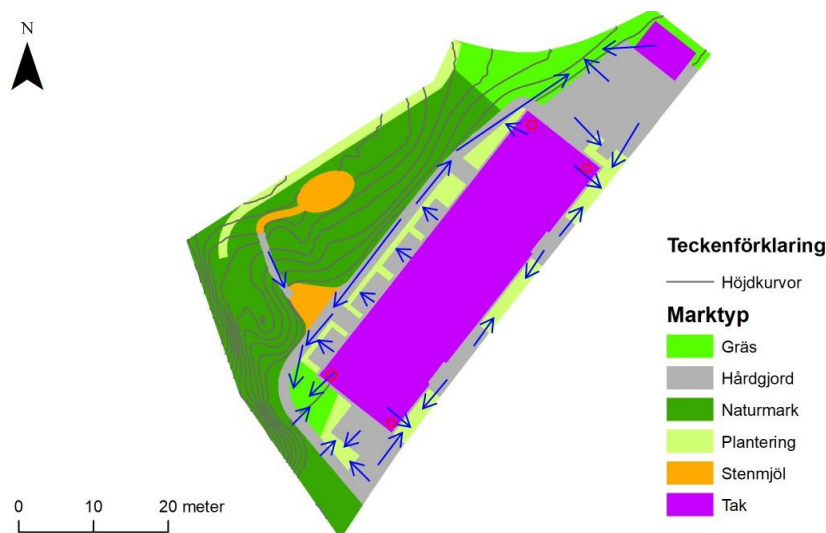 N
Teckenförklaring
Höjdkurvor
Marktyp
Gräs
Hårdgjord
Naturmark
Plantering
Stenmjöl
Tak
0 10 20 meter